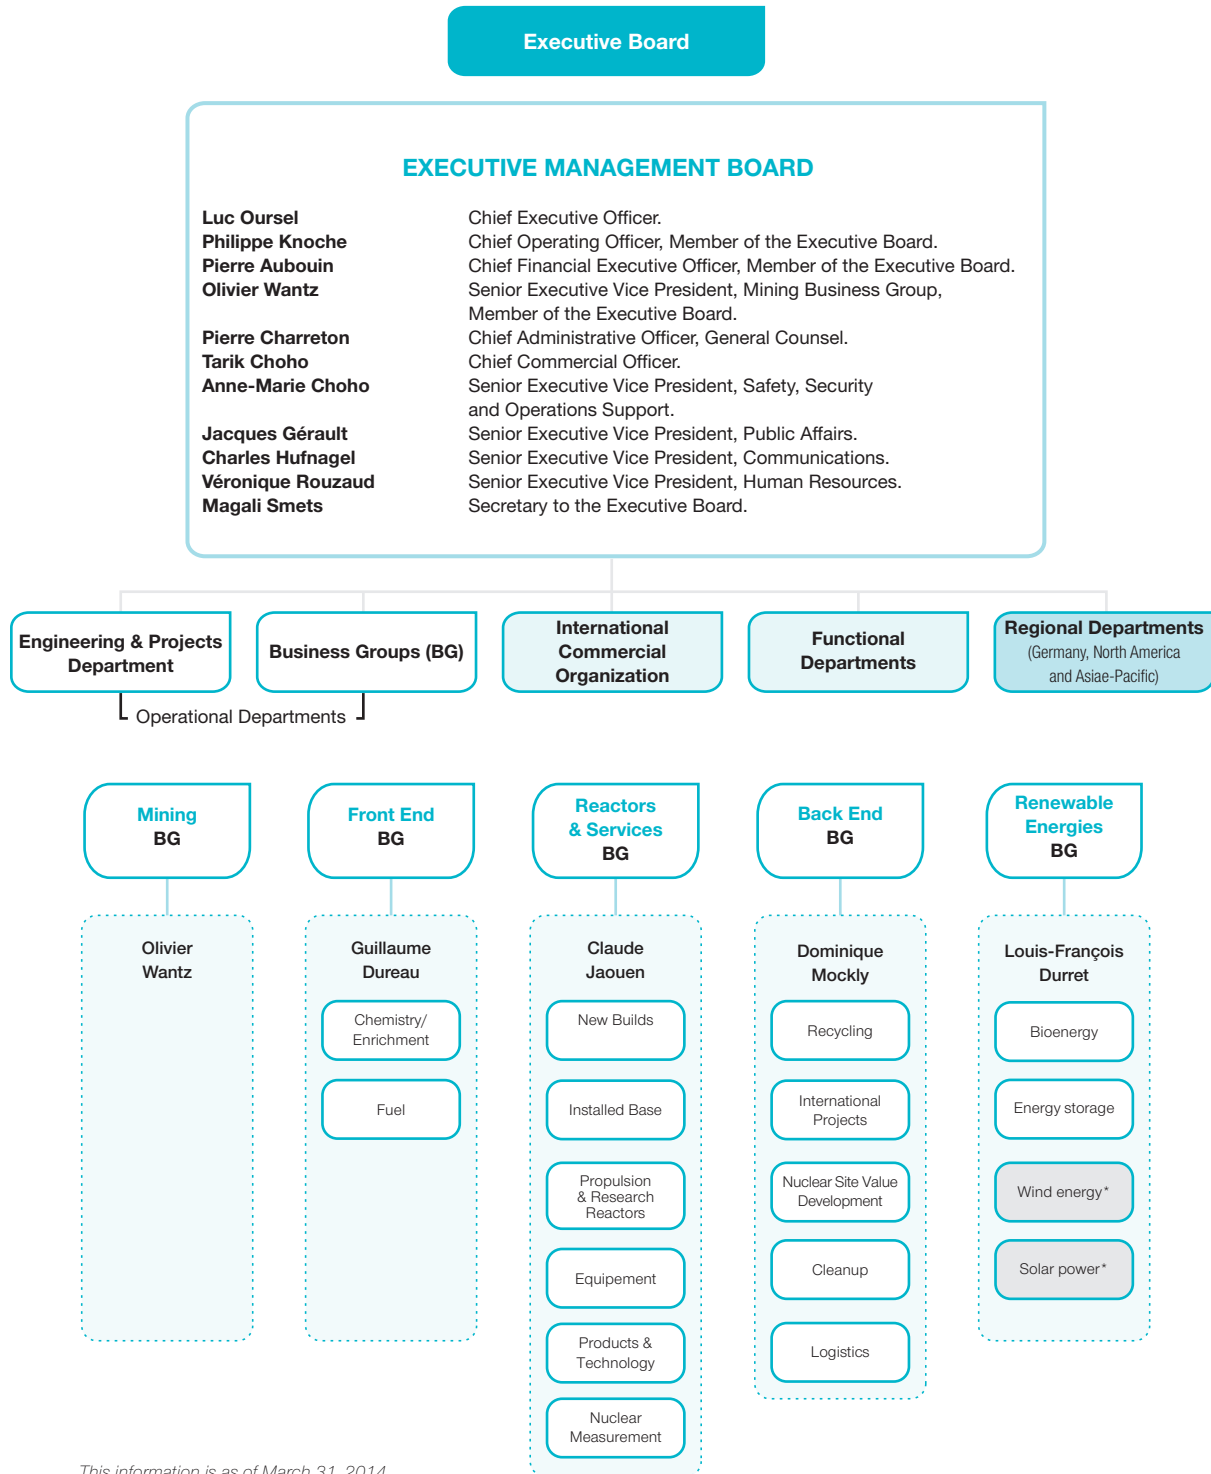 Executive Board
EXECUTIVE MANAGEMENT BOARD
Luc Oursel Chief Executive Officer.
Philippe Knoche Chief Operating Officer, Member of the Executive Board.
Pierre Aubouin Chief Financial Executive Officer, Member of the Executive Board.
Olivier Wantz Senior Executive Vice President, Mining Business Group,
Member of the Executive Board.
Pierre Charreton Chief Administrative Officer, General Counsel.
Tarik Choho Chief Commercial Officer.
Anne-Marie Choho Senior Executive Vice President, Safety, Security
and Operations Support.
Jacques Gérault Senior Executive Vice President, Public Affairs.
Charles Hufnagel Senior Executive Vice President, Communications.
Véronique Rouzaud Senior Executive Vice President, Human Resources.
Magali Smets Secretary to the Executive Board.
Engineering & Projects
Department
Business Groups (BG)
International
Commercial
Organization
Functional
Departments
Regional Departments
(Germany, North America
and Asiae-Pacific)
Operational Departments
Mining
BG
Front End
BG
Reactors
& Services
BG
Back End
BG
Renewable
Energies
BG
Olivier
Wantz
Guillaume
Dureau
Chemistry/
Enrichment
Fuel
Claude
Jaouen
New Builds
Installed Base
Propulsion
& Research
Reactors
Equipement
Products &
Technology
Nuclear
Measurement
Dominique
Mockly
Recycling
International
Projects
Nuclear Site Value
Development
Cleanup
Logistics
Louis-François
Durret
Bioenergy
Energy storage
Wind energy*
Solar power*
This information is as of March 31, 2014